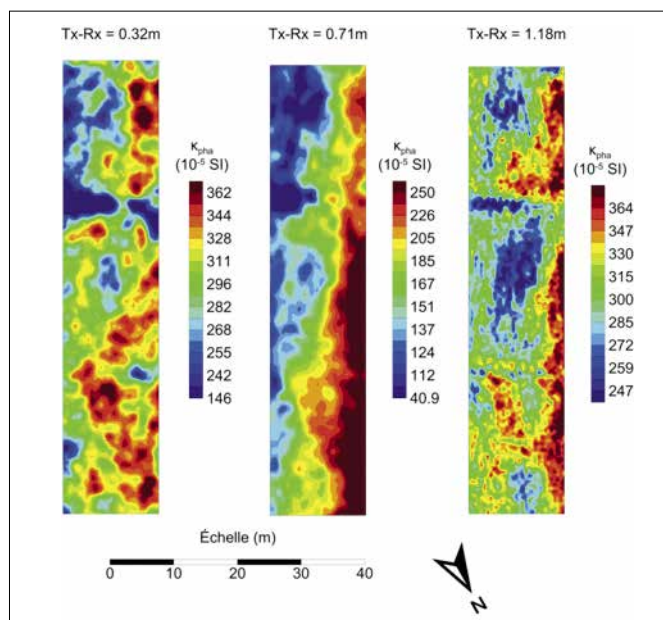 Tx-Rx = 0.32m
Tx-Rx = 0.71m
Tx-Rx = 1.18m
κpha
(10-5 SI)
362
344
328
311
296
282
268
255
242
146
κpha
(10-5 SI)
250
226
205
185
167
151
137
124
112
40.9
κpha
(10-5 SI)
364
347
330
315
300
285
272
259
247
Échelle (m)
0 10 20 30 40
N